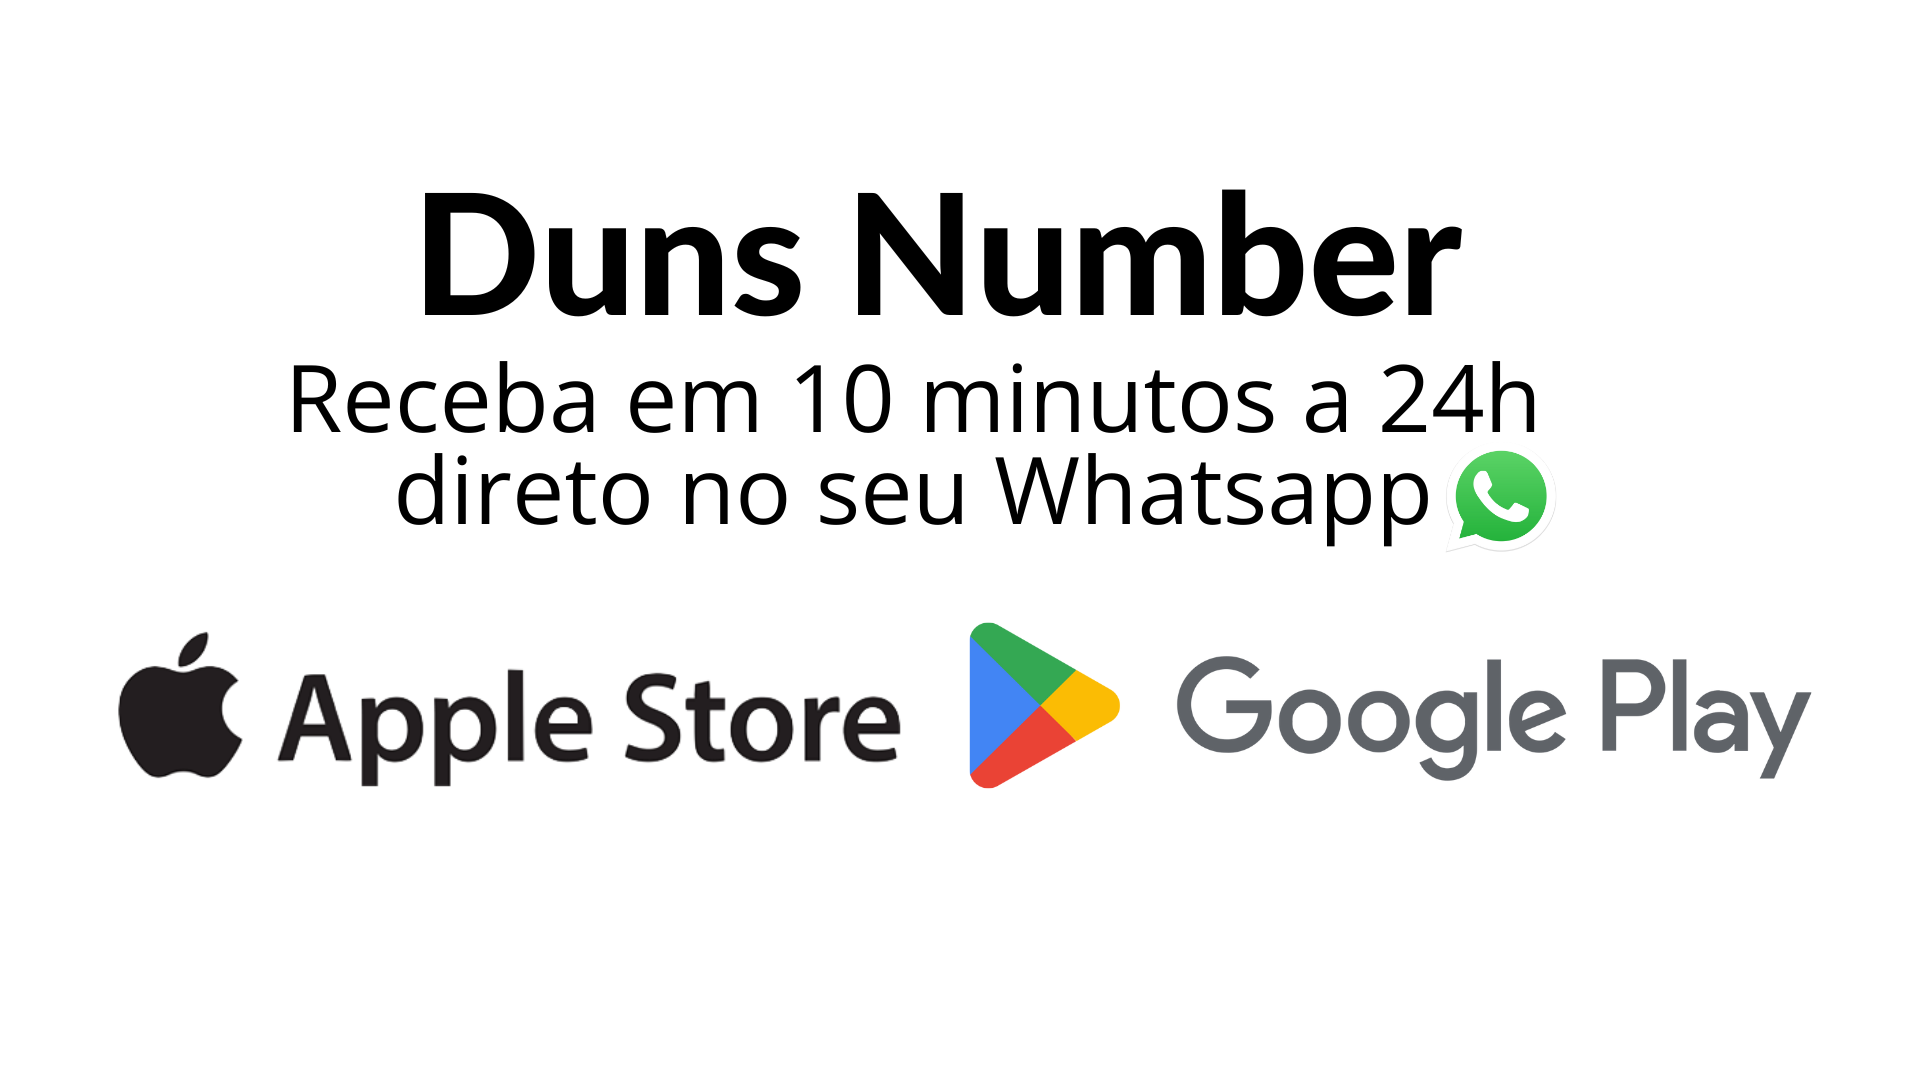 Duns Number
Receba em 10 minutos a 24h
direto no seu Whatsapp
Apple Store
Google Play